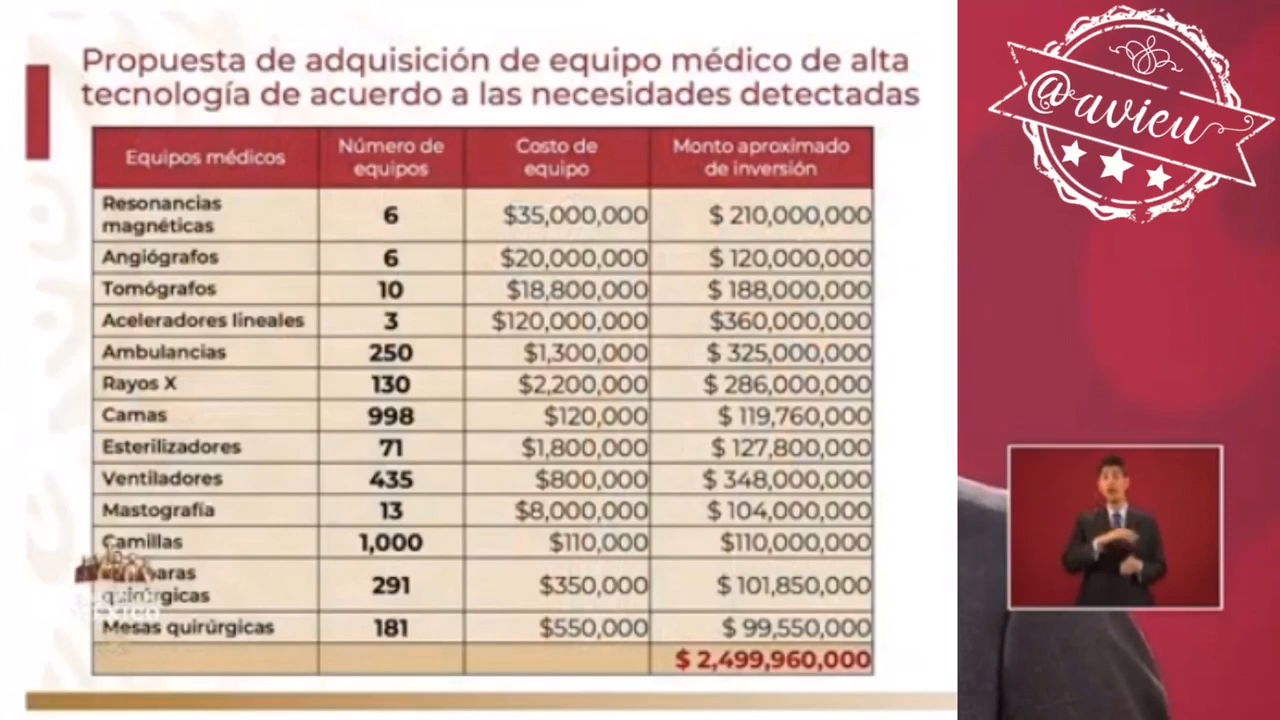 Propuesta de adquisición de equipo médico de alta
tecnología de acuerdo a las necesidades detectadas
@avieu
Equipos médicos Número de equipos Costo de equipo Monto aproximado de inversión
Resonancias magnéticas 6 $35,000,000 $ 210,000,000
Angiógrafos 6 $20,000,000 $ 120,000,000
Tomógrafos 10 $18,800,000 $ 188,000,000
Aceleradores lineales 3 $120,000,000 $360,000,000
Ambulancias 250 $1,300,000 $ 325,000,000
Rayos X 130 $2,200,000 $ 286,000,000
Camas 998 $120,000 $ 119,760,000
Esterilizadores 71 $1,800,000 $ 127,800,000
Ventiladores 435 $800,000 $ 348,000,000
Mastografía 13 $8,000,000 $ 104,000,000
Camillas 1,000 $110,000 $110,000,000
quirúrgicas 291 $350,000 $ 101,850,000
Mesas quirúrgicas 181 $550,000 $ 99,550,000
$ 2,499,960,000